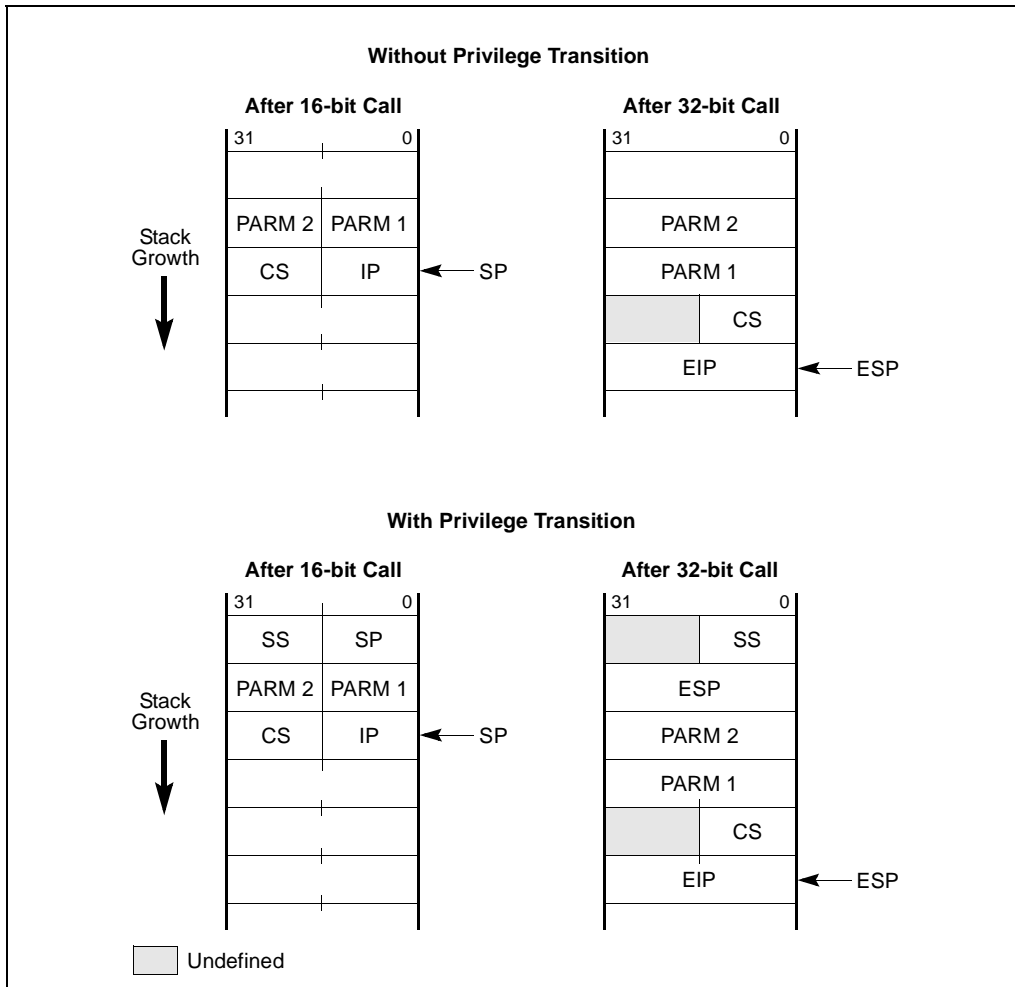 Without Privilege Transition
After 16-bit Call
After 32-bit Call
31 0
31 0
PARM 2 PARM 1
PARM 2
Stack
Growth
CS IP
SP
PARM 1
CS
EIP
ESP
With Privilege Transition
After 16-bit Call
After 32-bit Call
31 0
31 0
SS SP
SS
Stack
Growth
PARM 2 PARM 1
ESP
CS IP
SP
PARM 2
PARM 1
CS
EIP
ESP
Undefined